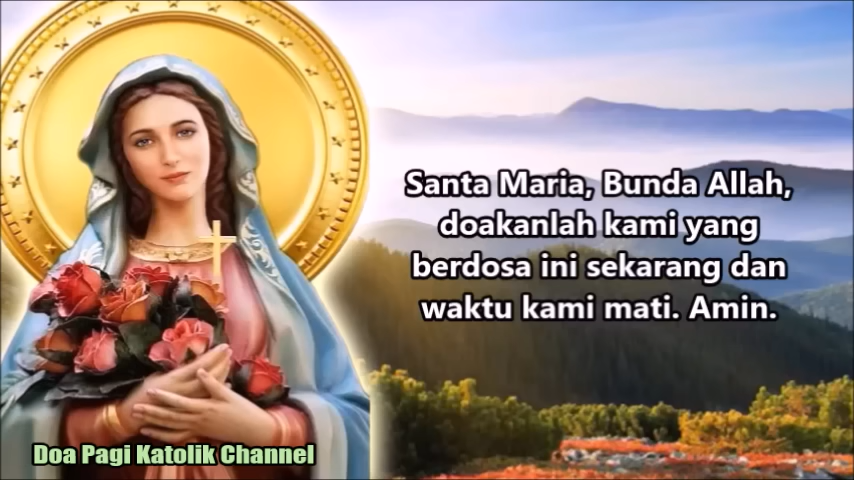 Santa Maria, Bunda Allah,
doakanlah kami yang
berdosa ini sekarang dan
waktu kami mati. Amin.
Doa Pagi Katolik Channel